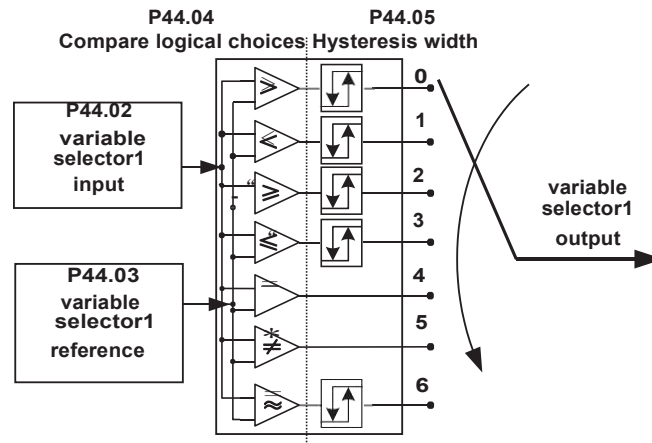 P44.04 P44.05
Compare logical choices Hysteresis width
P44.02
variable
selector1
input
P44.03
variable
selector1
reference
>
<
≥
≤
=
≠
≈
0
1
2
3
4
5
6
variable
selector1
output